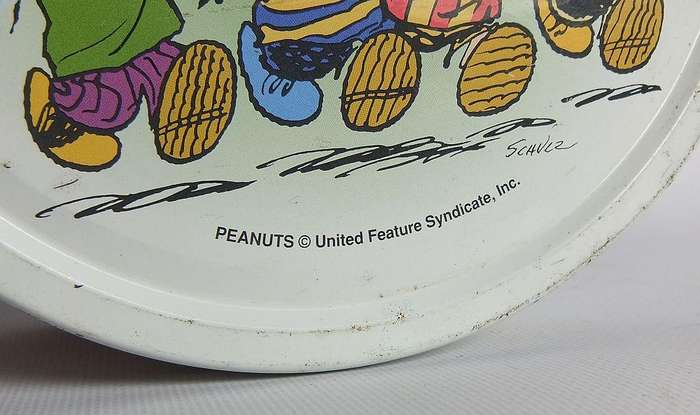 SCHULZ
PEANUTS © United Feature Syndicate, Inc.